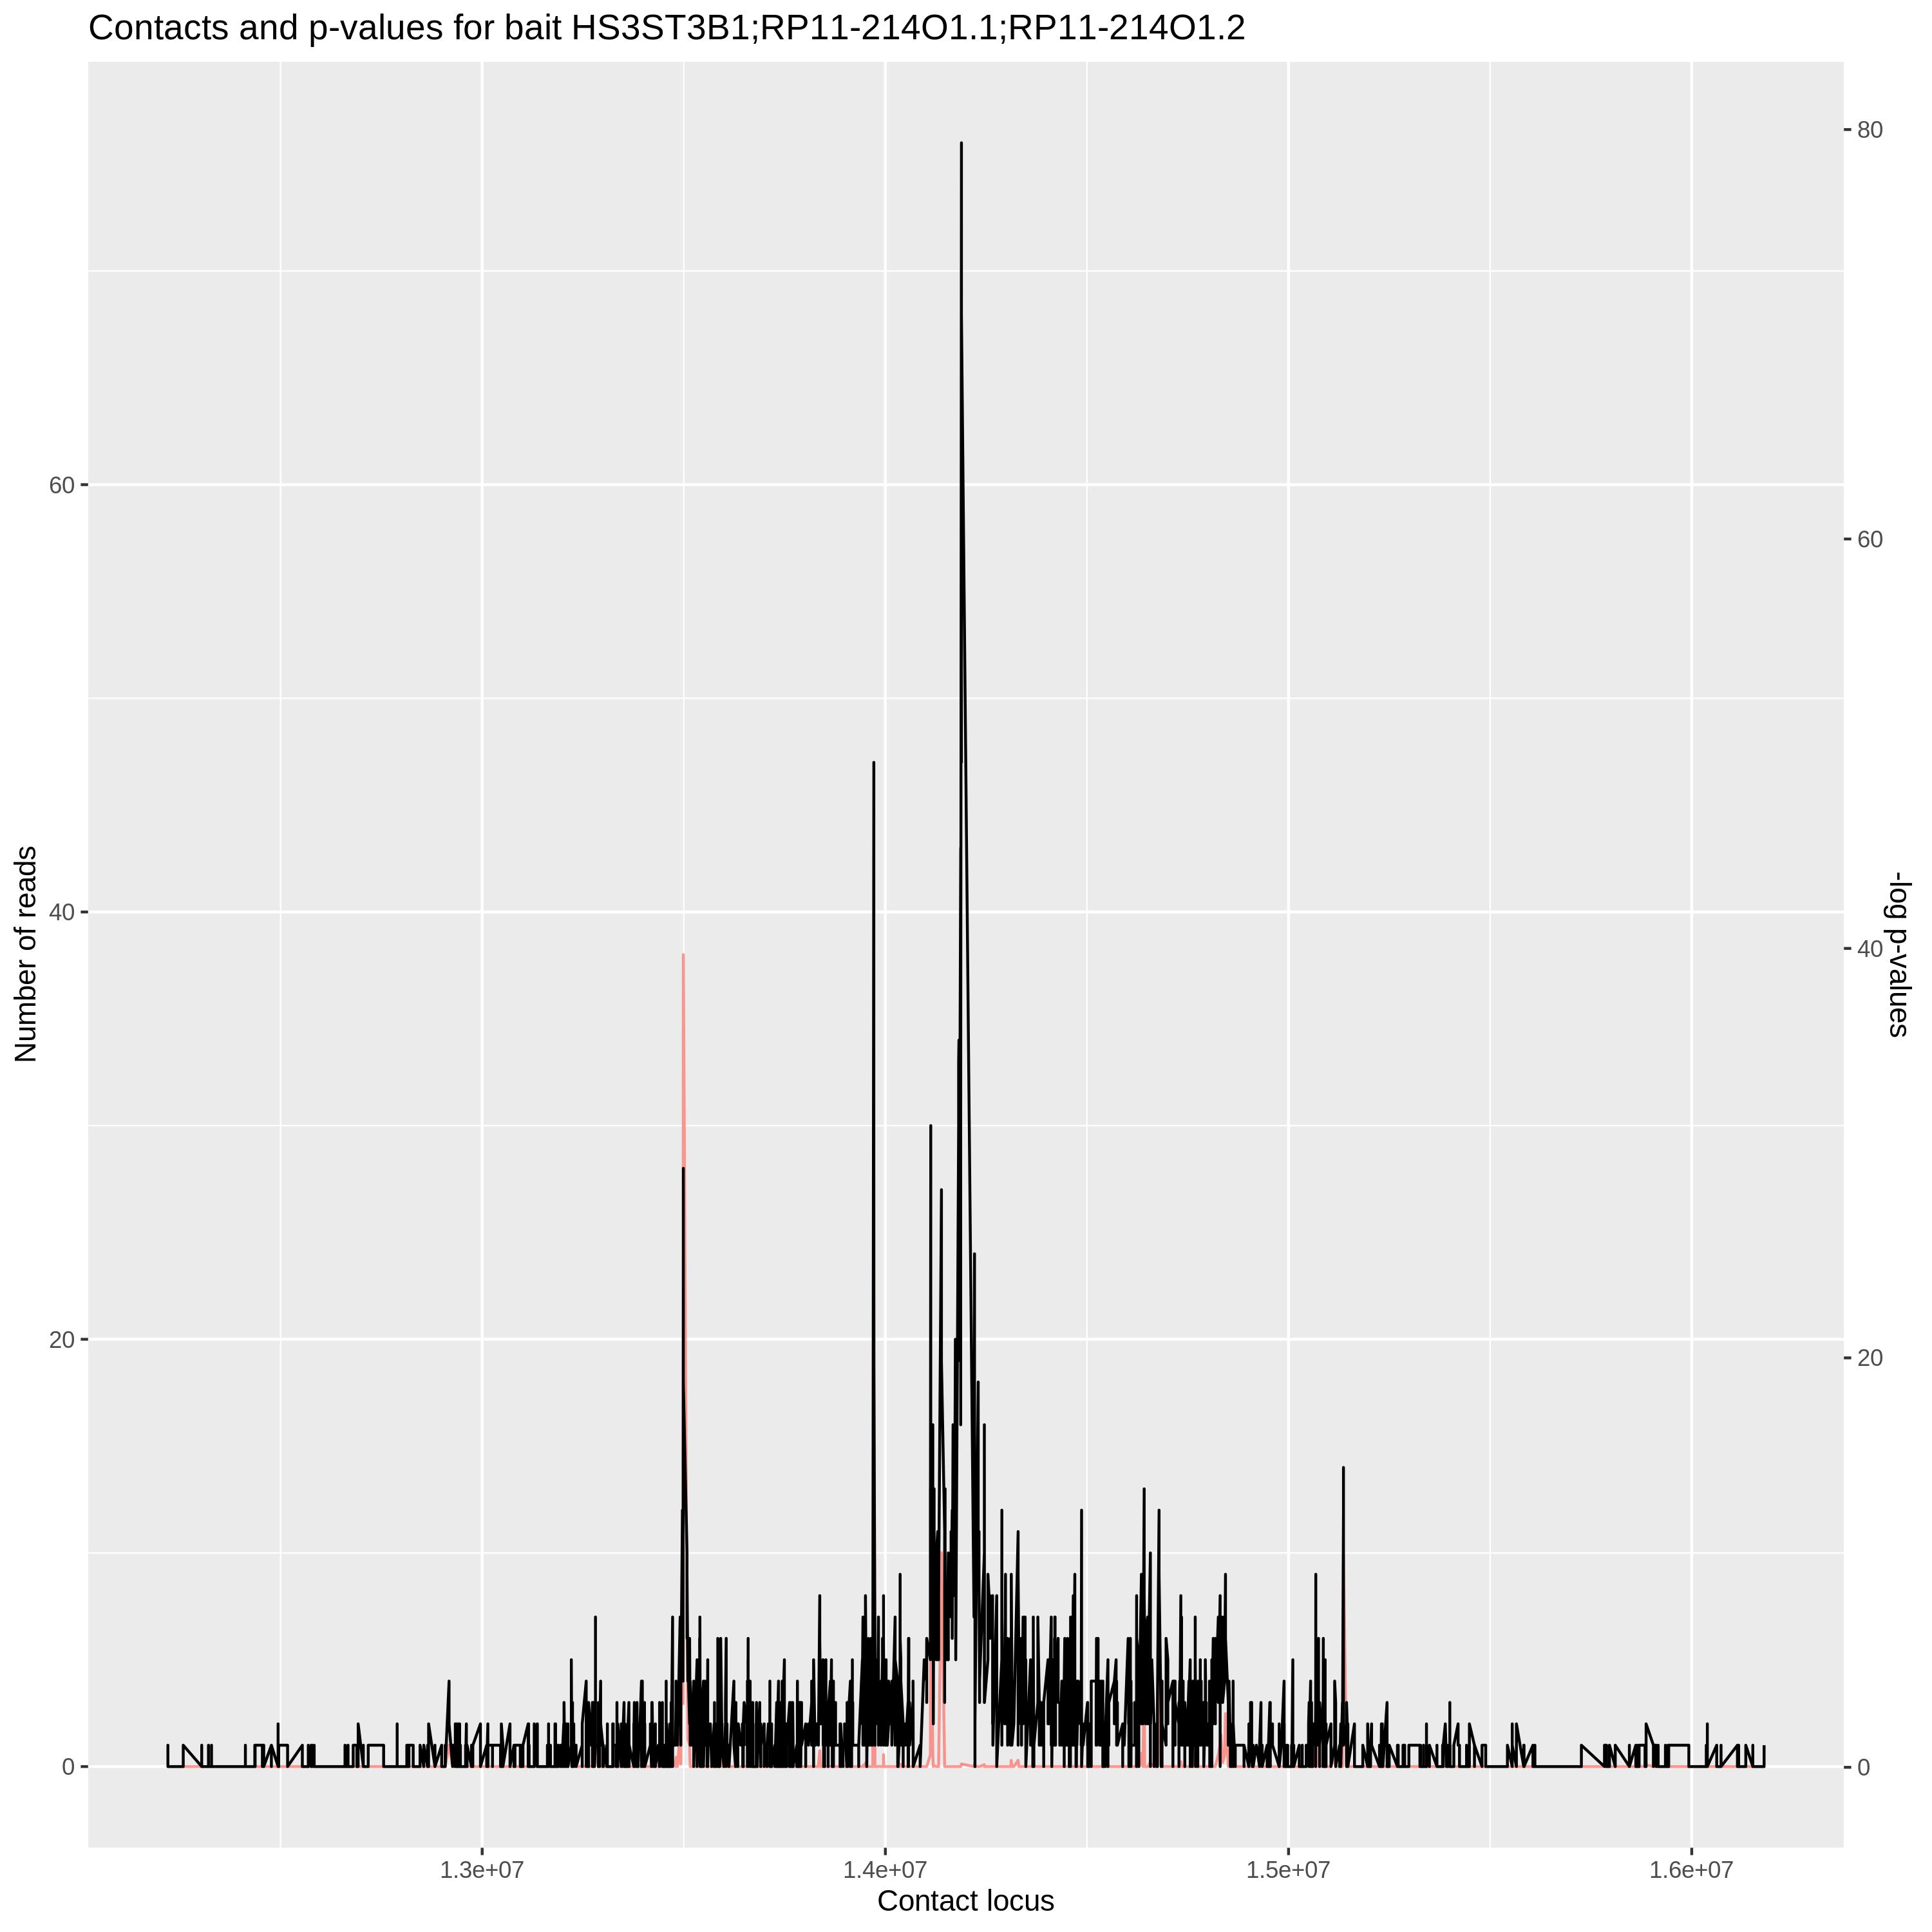 Contacts and p-values for bait HS3ST3B1;RP11-214O1.1;RP11-214O1.2
80
60
60
Number of reads
40
-log p-values
40
20
20
0
0
1.3e+07
1.4e+07
1.5e+07
1.6e+07
Contact locus